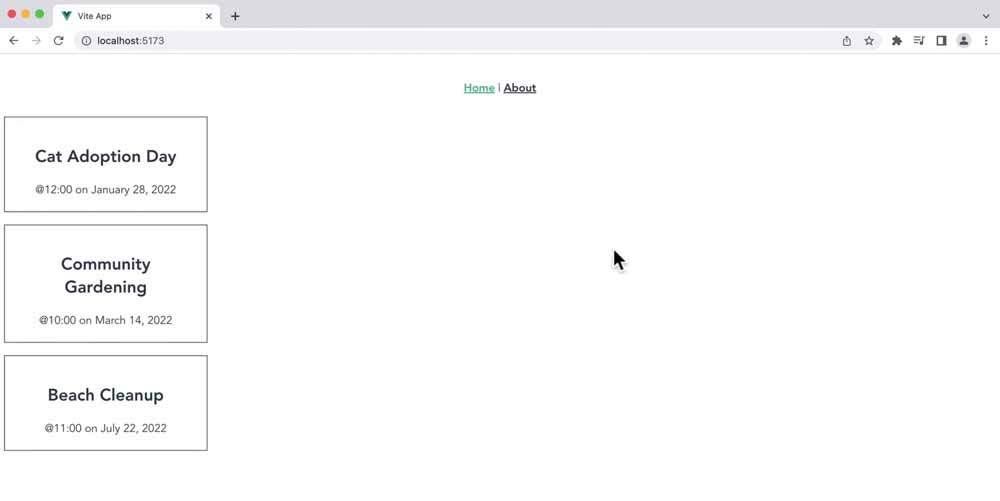 Vite App
localhost:5173
Home | About
Cat Adoption Day
@12:00 on January 28, 2022
Community
Gardening
@10:00 on March 14, 2022
Beach Cleanup
@11:00 on July 22, 2022